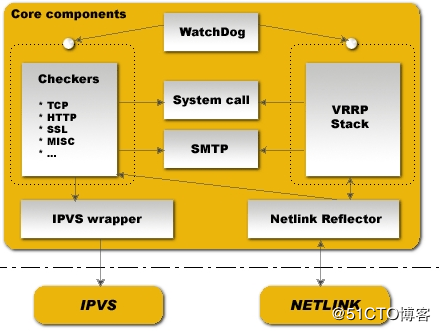 Core components
WatchDog
Checkers
* TCP
* HTTP
* SSL
* MISC
* ...
System call
SMTP
VRRP
Stack
IPVS wrapper
Netlink Reflector
IPVS
NETLINK
@51CTO博客